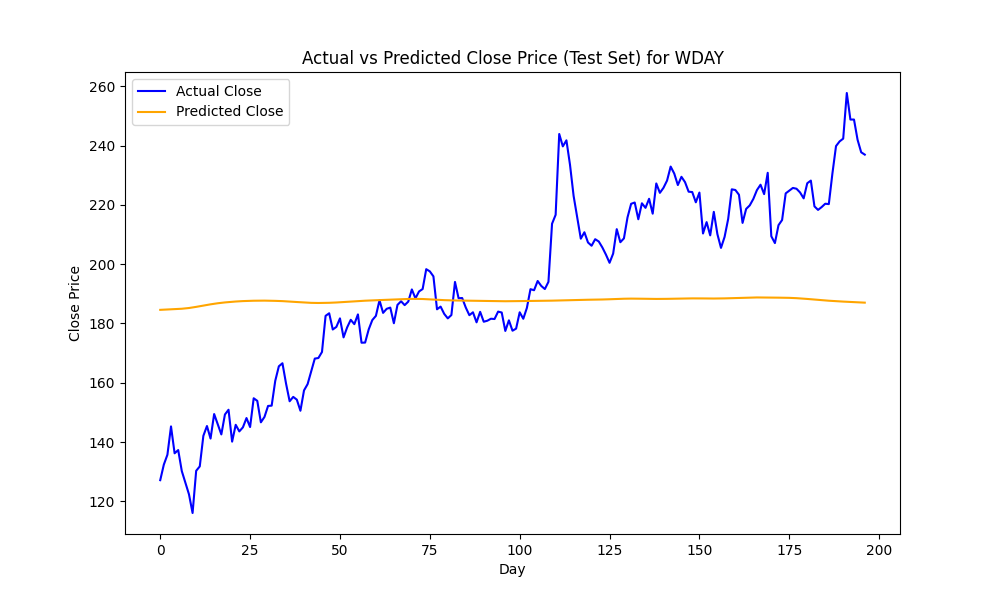 Actual vs Predicted Close Price (Test Set) for WDAY
Actual Close
Predicted Close
Close Price
260
240
220
200
180
160
140
120
0 25 50 75 100 125 150 175 200
Day